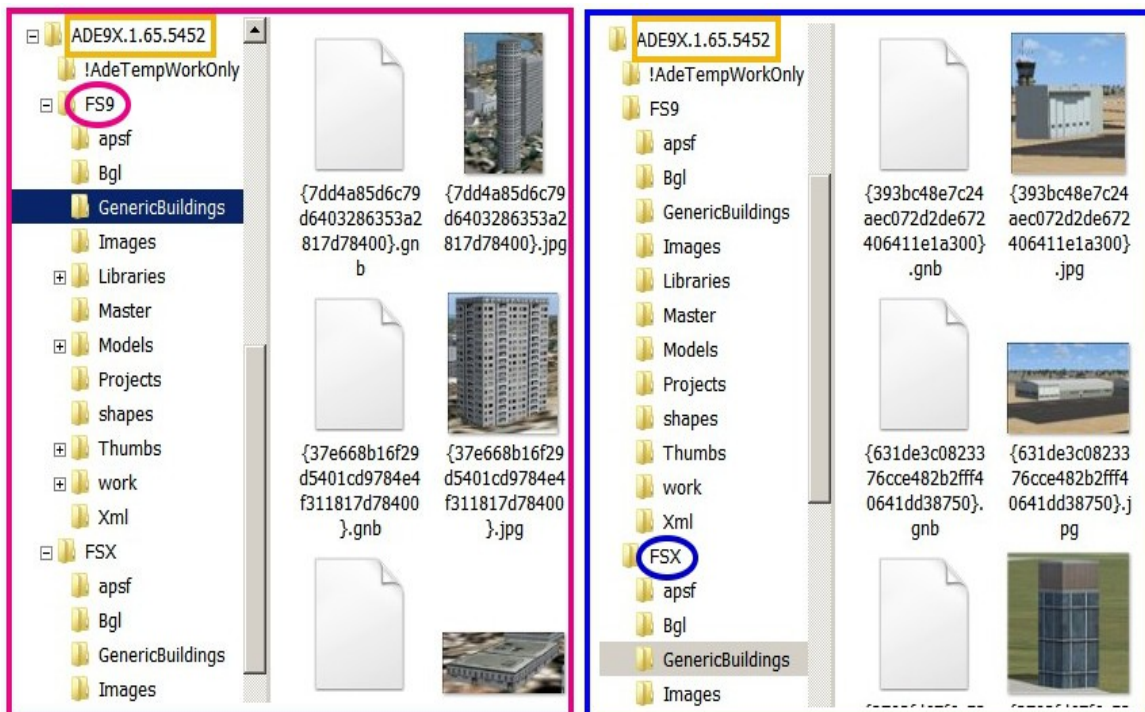 ADE9X.1.65.5452
!AdeTempWorkOnly
FS9
apsf
Bgl
GenericBuildings
Images
Libraries
Master
Models
Projects
shapes
Thumbs
work
Xml
FSX
apsf
Bgl
GenericBuildings
Images
{7dd4a85d6c79
d6403286353a2
817d78400}.gn
b
{7dd4a85d6c79
d6403286353a2
817d78400}.jpg
{37e668b16f29
d5401cd9784e4
f311817d78400
}.gnb
{37e668b16f29
d5401cd9784e4
f311817d78400
}.jpg
ADE9X.1.65.5452
!AdeTempWorkOnly
FS9
apsf
Bgl
GenericBuildings
Images
Libraries
Master
Models
Projects
shapes
Thumbs
work
Xml
FSX
apsf
Bgl
GenericBuildings
Images
{393bc48e7c24
aec072d2de672
406411e1a300}
.gnb
{393bc48e7c24
aec072d2de672
406411e1a300}
.jpg
{631de3c08233
76cce482b2fff4
0641dd38750}.
gnb
{631de3c08233
76cce482b2fff4
0641dd38750}.j
pg